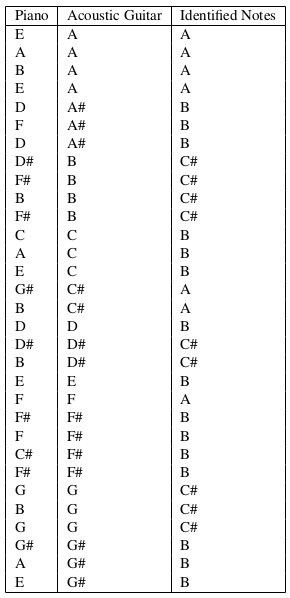 Piano Acoustic Guitar Identified Notes
E A A
A A A
B A A
E A A
D A# B
F A# B
D A# B
D# B C#
F# B C#
B B C#
F# B C#
C C B
A C B
E C B
G# C# A
B C# A
D D B
D# D# C#
B D# C#
E E B
F F A
F# F# B
F F# B
C# F# B
F# F# B
G G C#
B G C#
G G C#
G# G# B
A G# B
E G# B